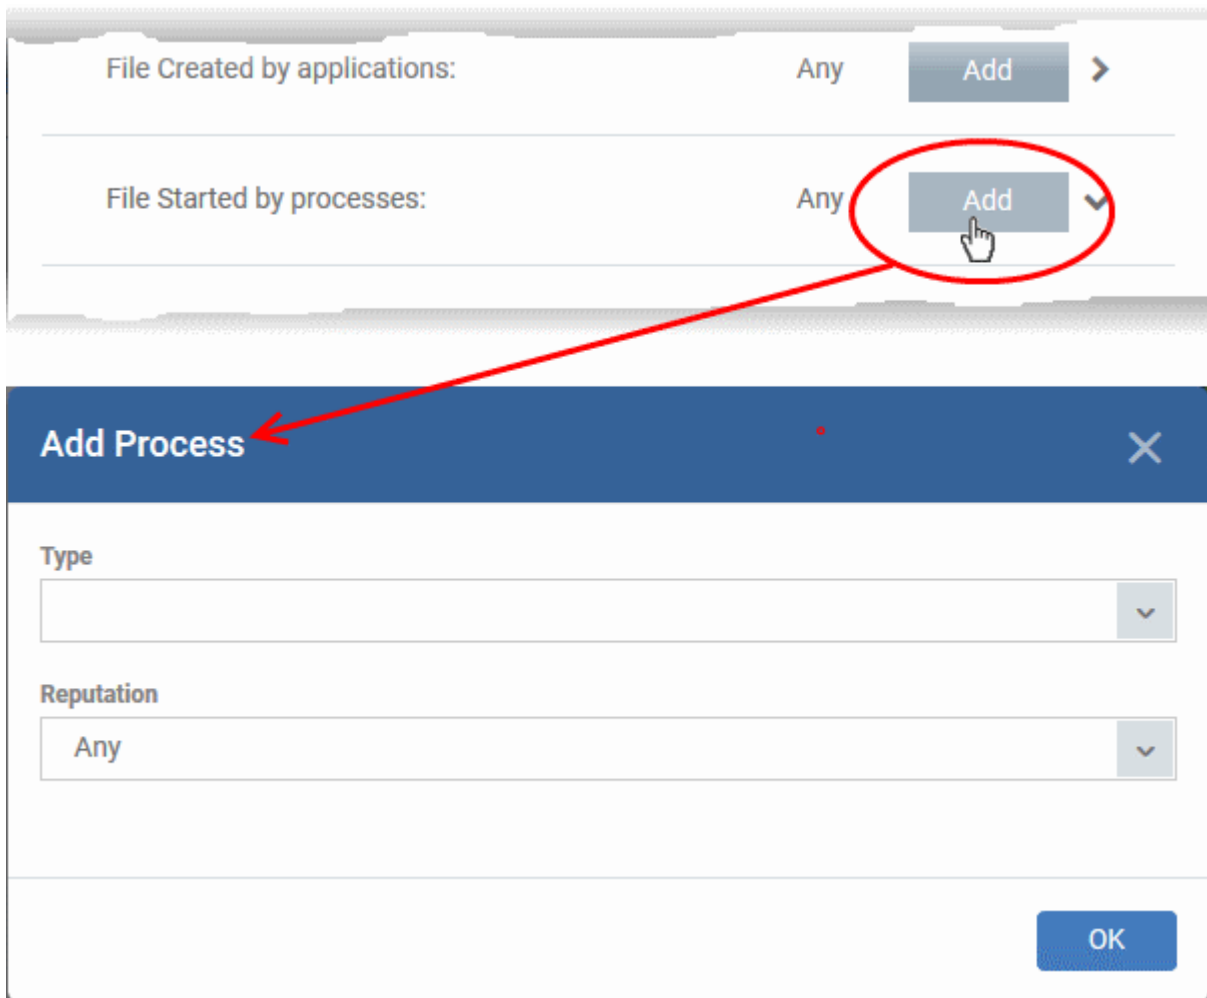 File Created by applications: Any Add
File Started by processes: Any Add
Add Process
Type
Reputation
Any
OK